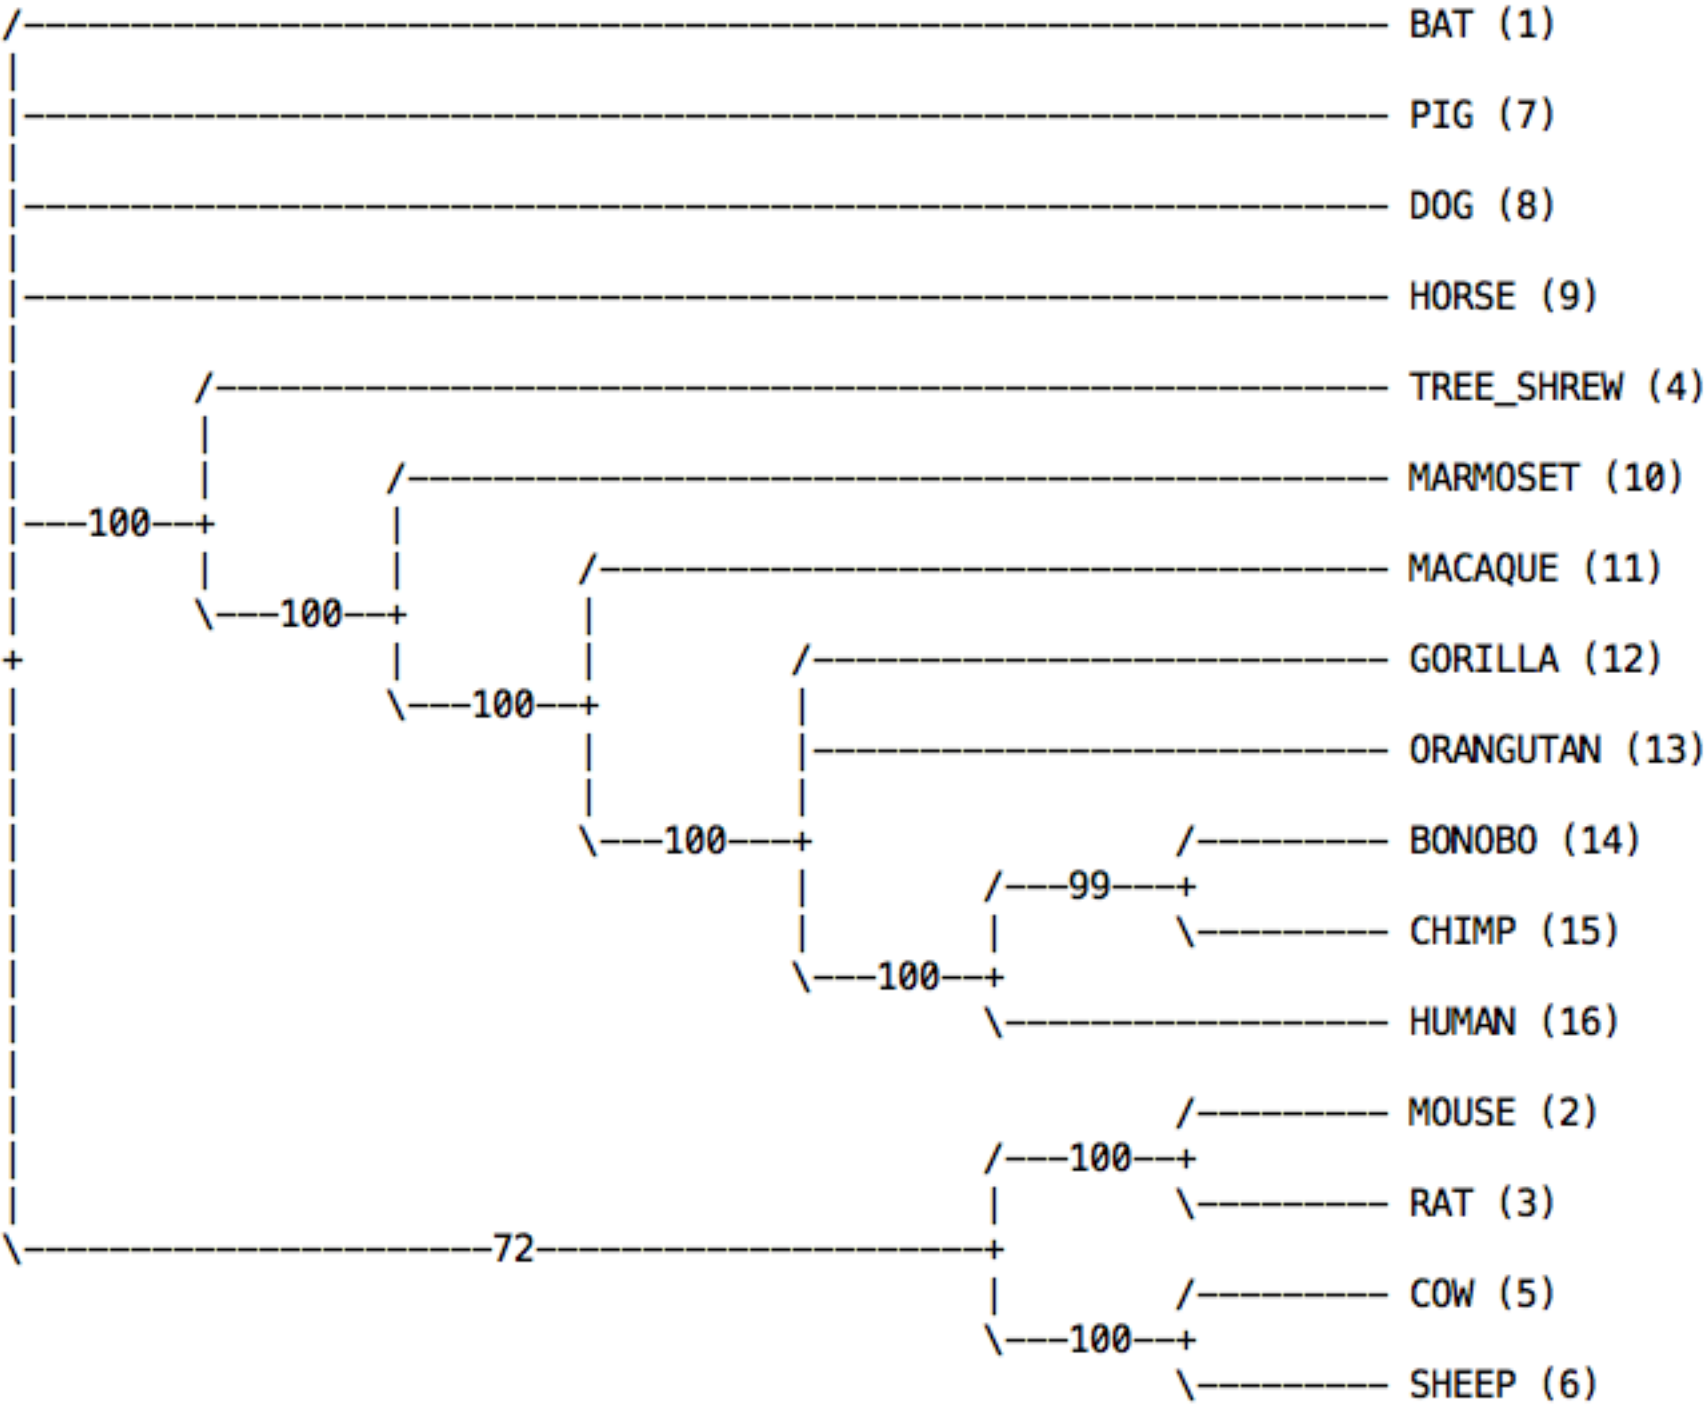 BAT (1)
PIG (7)
DOG (8)
HORSE (9)
TREE_SHREW (4)
MARMOSET (10)
100
MACAQUE (11)
100
GORILLA (12)
100
ORANGUTAN (13)
100 BONOBO (14)
99
CHIMP (15)
100
HUMAN (16)
MOUSE (2)
100
RAT (3)
72
COW (5)
100
SHEEP (6)